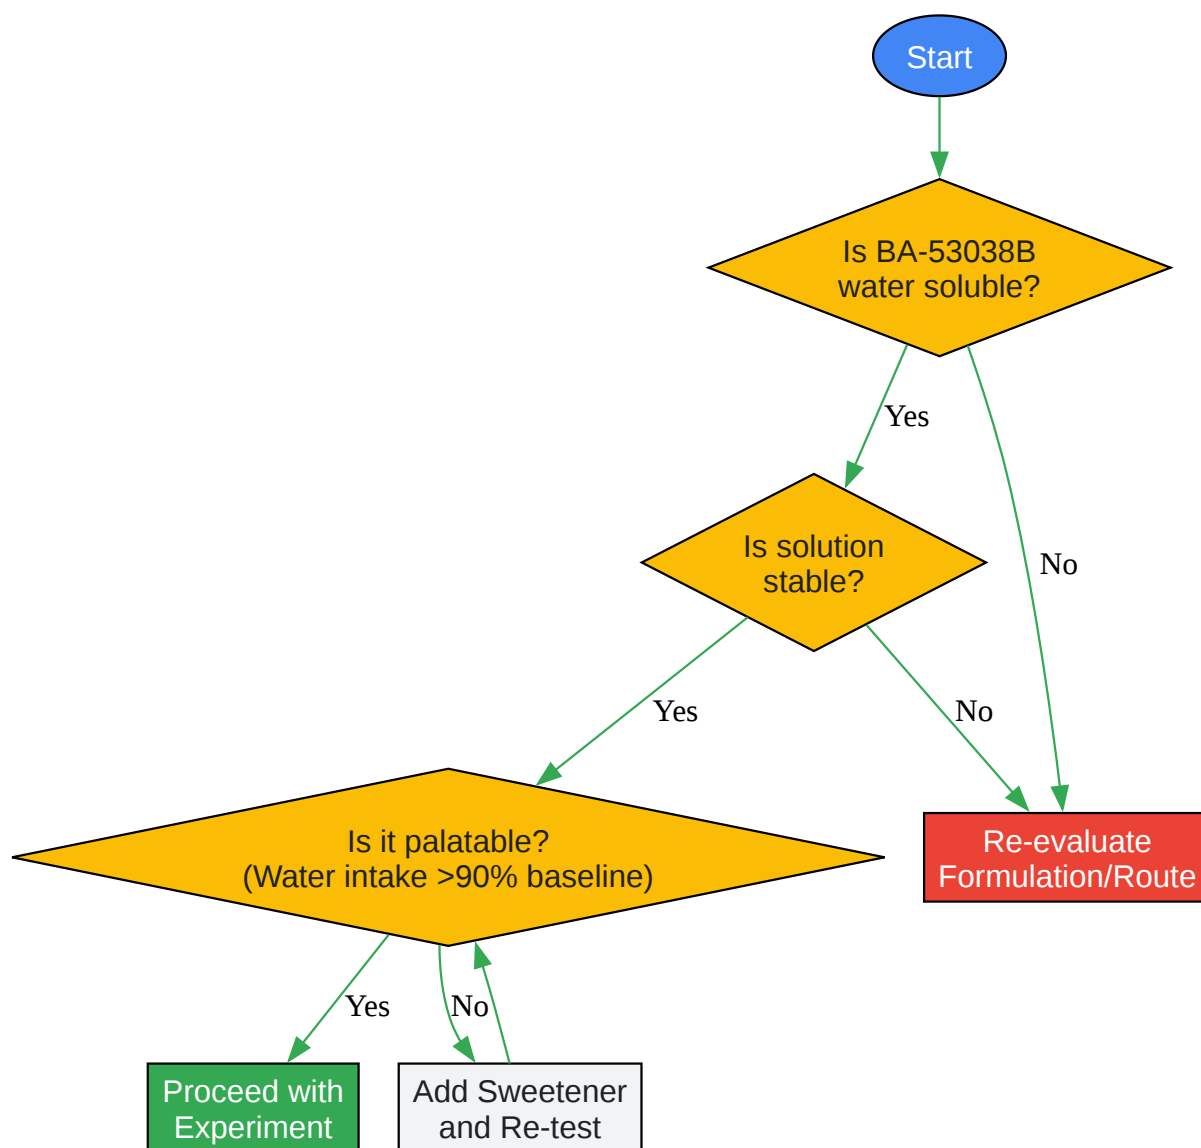 Start
Is BA-53038B
water soluble?
Yes
No
Is solution
stable?
Yes
No
Is it palatable?
(Water intake >90% baseline)
Re-evaluate
Formulation/Route
Yes
No
Proceed with
Experiment
Add Sweetener
and Re-test